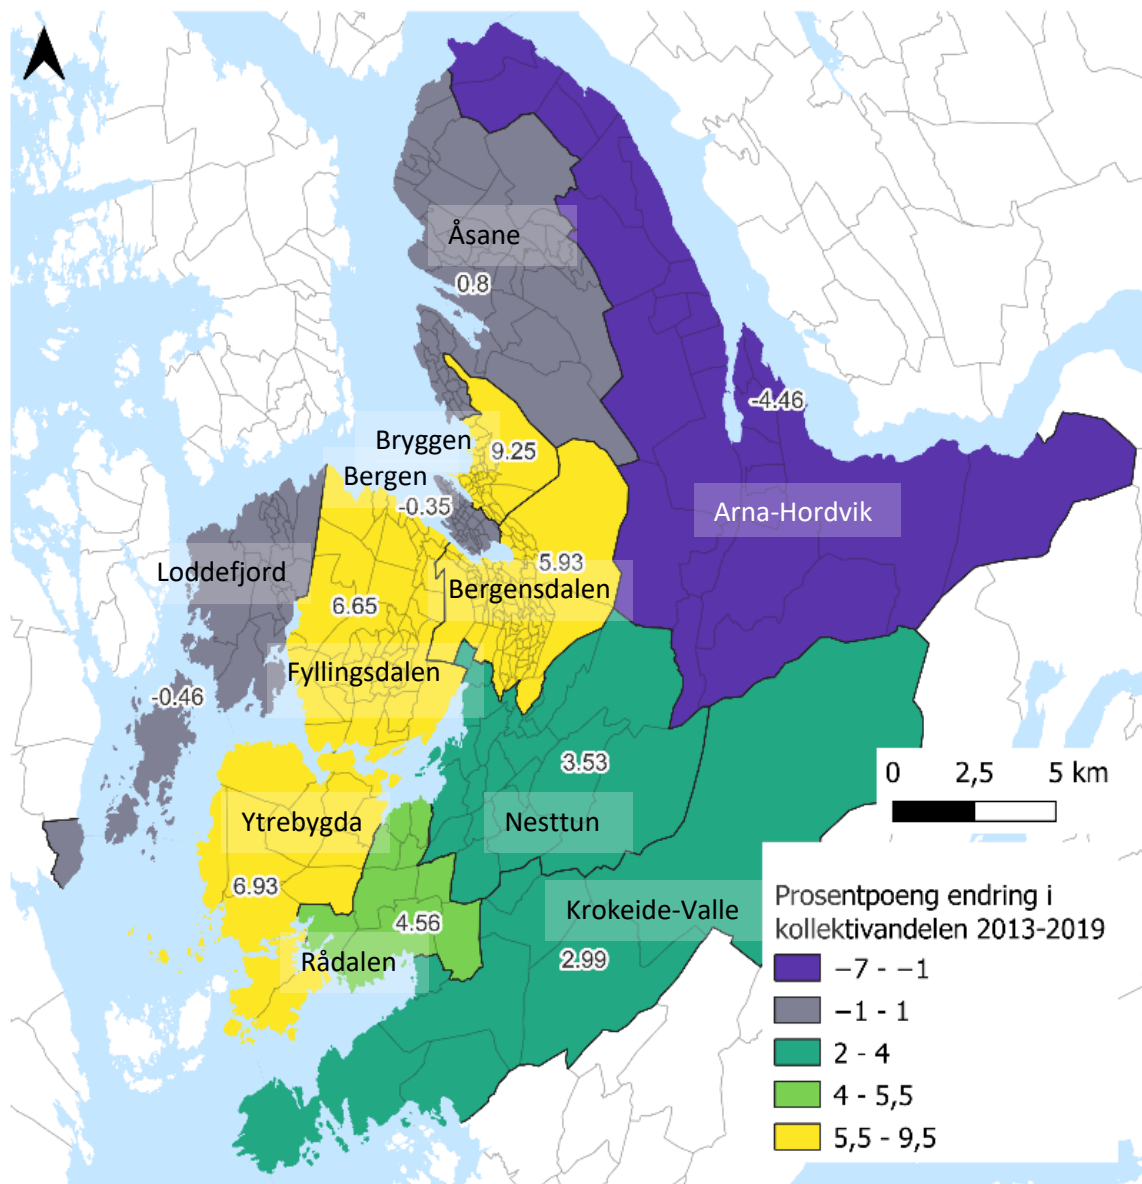 Åsane
0.8
Bryggen
9.25
Bergen
-0.35
-4.46
Arna-Hordvik
Loddefjord
5.93
Bergensdalen
6.65
Fyllingsdalen
-0.46
3.53
0 2,5 5 km
Ytrebygda
Nesttun
6.93
4.56
Krokeide-Valle
2.99
Rådalen
Prosentpoeng endring i
kollektivandelen 2013-2019
−7 - −1
−1 - 1
2 - 4
4 - 5,5
5,5 - 9,5